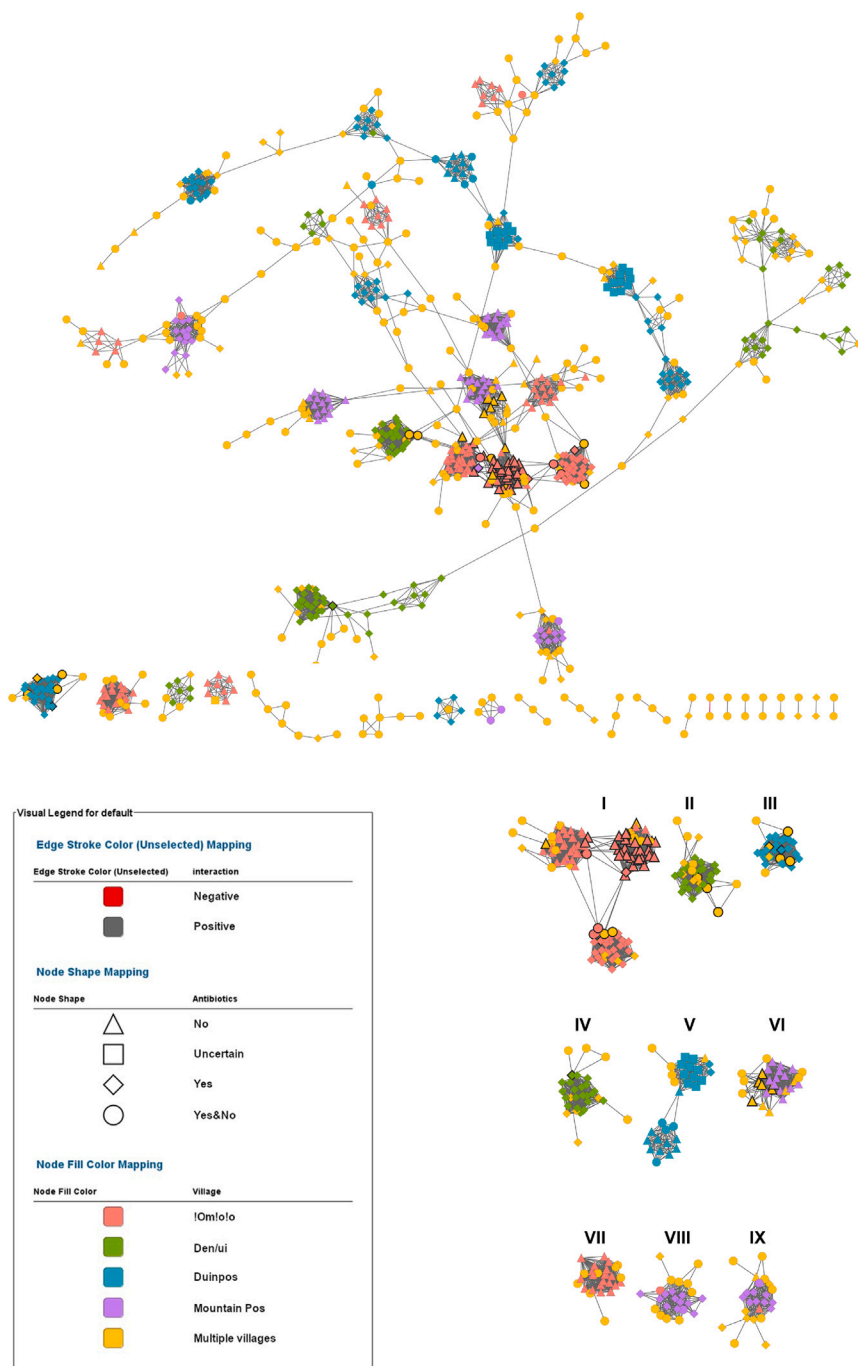 I II III
Visual Legend for default
Edge Stroke Color (Unselected) Mapping
Edge Stroke Color (Unselected) interaction
Negative
Positive
Node Shape Mapping
Node Shape Antibiotics
No
Uncertain
Yes
Yes&No
Node Fill Color Mapping
Node Fill Color Village
!Om!o!o
Den/ui
Duinpos
Mountain Pos
Multiple villages
IV V VI
VII VIII IX